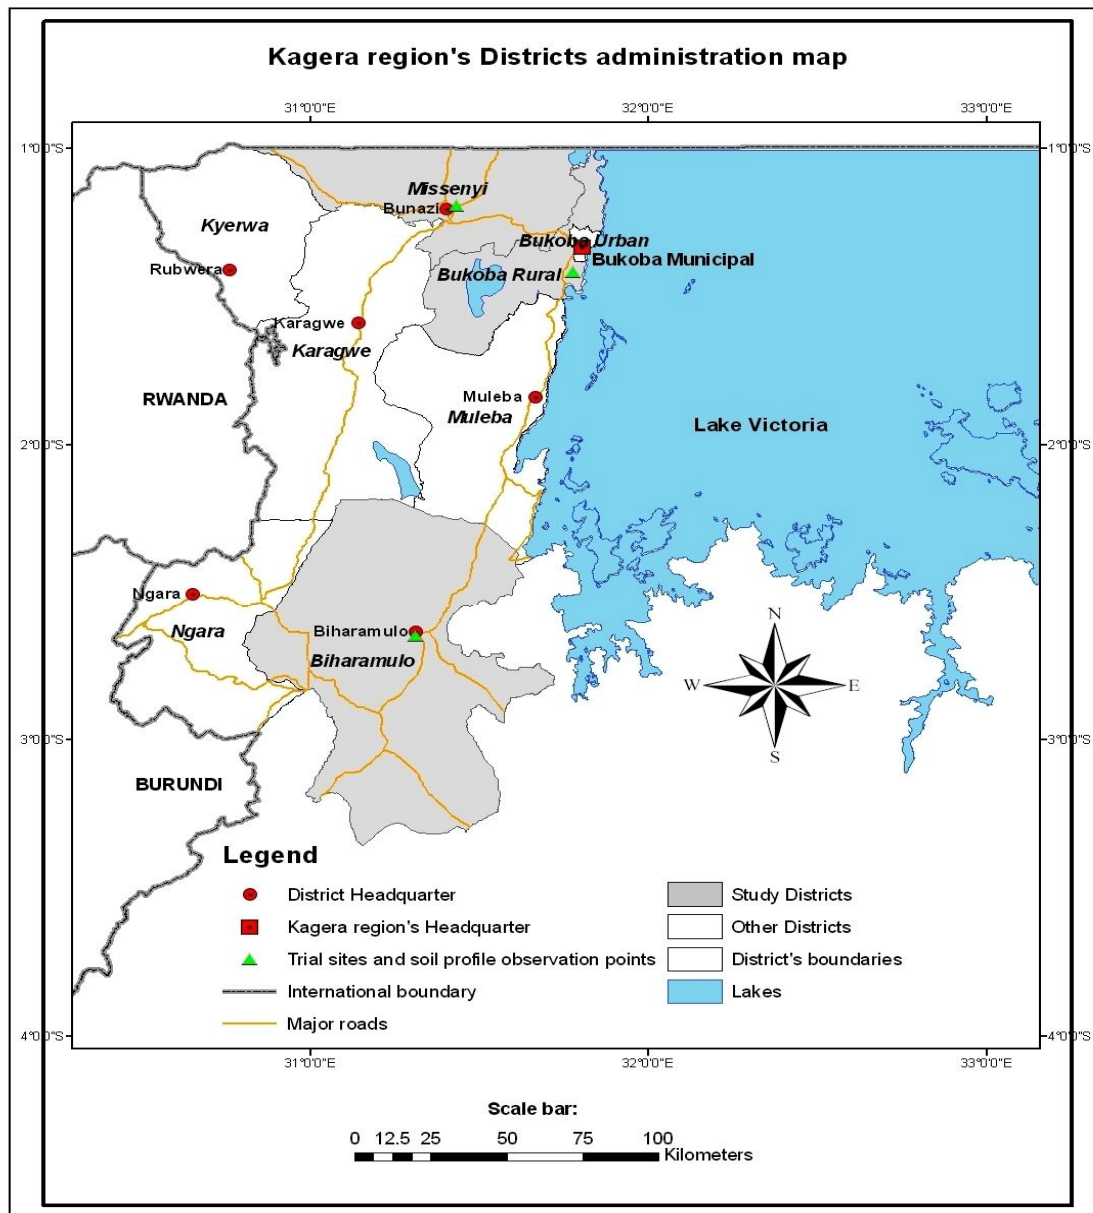 Kagera region's Districts administration map
31°0'0"E 32°0'0"E 33°0'0"E
1°0'0"S 1°0'0"S
Missenyi
Bunazi
Kyerwa
Bukoba Urban
Bukoba Municipal
Rubwera
Bukoba Rural
Karagwe
Karagwe
RWANDA
Muleba
Muleba
Lake Victoria
2°0'0"S 2°0'0"S
Ngara
Ngara
Biharamulo
Biharamulo
N
W E
S
3°0'0"S 3°0'0"S
BURUNDI
Legend
District Headquarter
Kagera region's Headquarter
Trial sites and soil profile observation points
International boundary
Major roads
Study Districts
Other Districts
District's boundaries
Lakes
4°0'0"S 4°0'0"S
31°0'0"E 32°0'0"E 33°0'0"E
Scale bar:
0 12.5 25 50 75 100
Kilometers